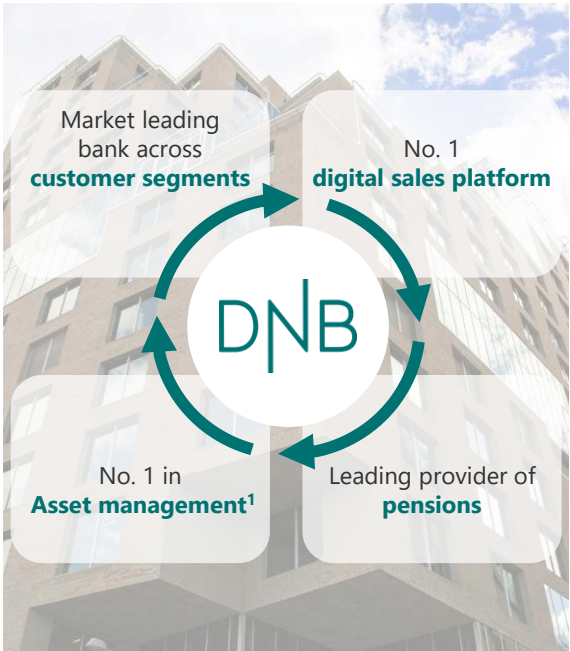 Market leading
bank across
customer segments
No. 1
digital sales platform
DNB
No. 1 in
Asset management¹
Leading provider of
pensions